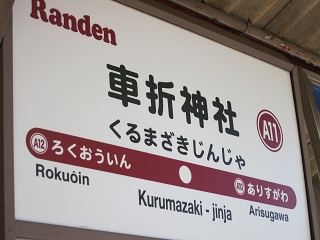 Randen
車折神社
くるまざきじんじゃ
A11
A12 ろくおういん
Rokuóin
Kurumazaki - jinja
A10 ありすがわ
Arisugawa